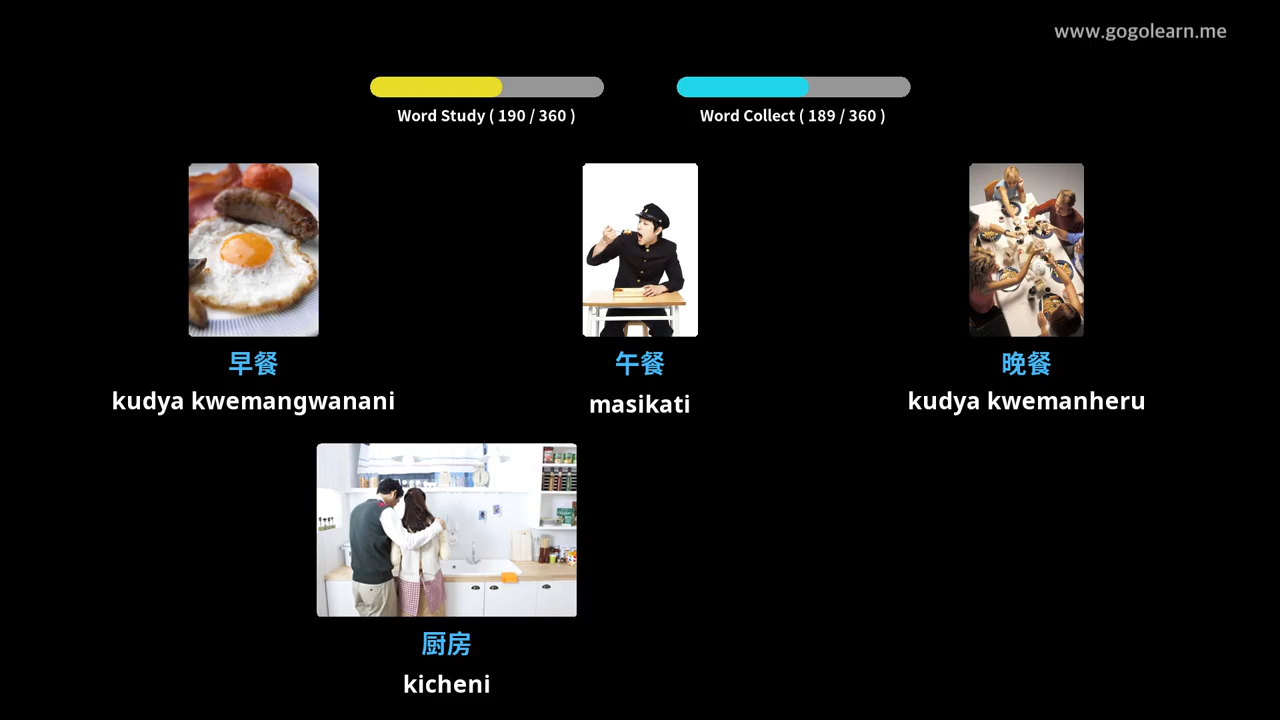 www.gogolearn.me
Word Study ( 190 / 360 )
Word Collect ( 189 / 360 )
早餐
kudya kwemangwanani
午餐
masikati
晚餐
kudya kwemanheru
厨房
kicheni